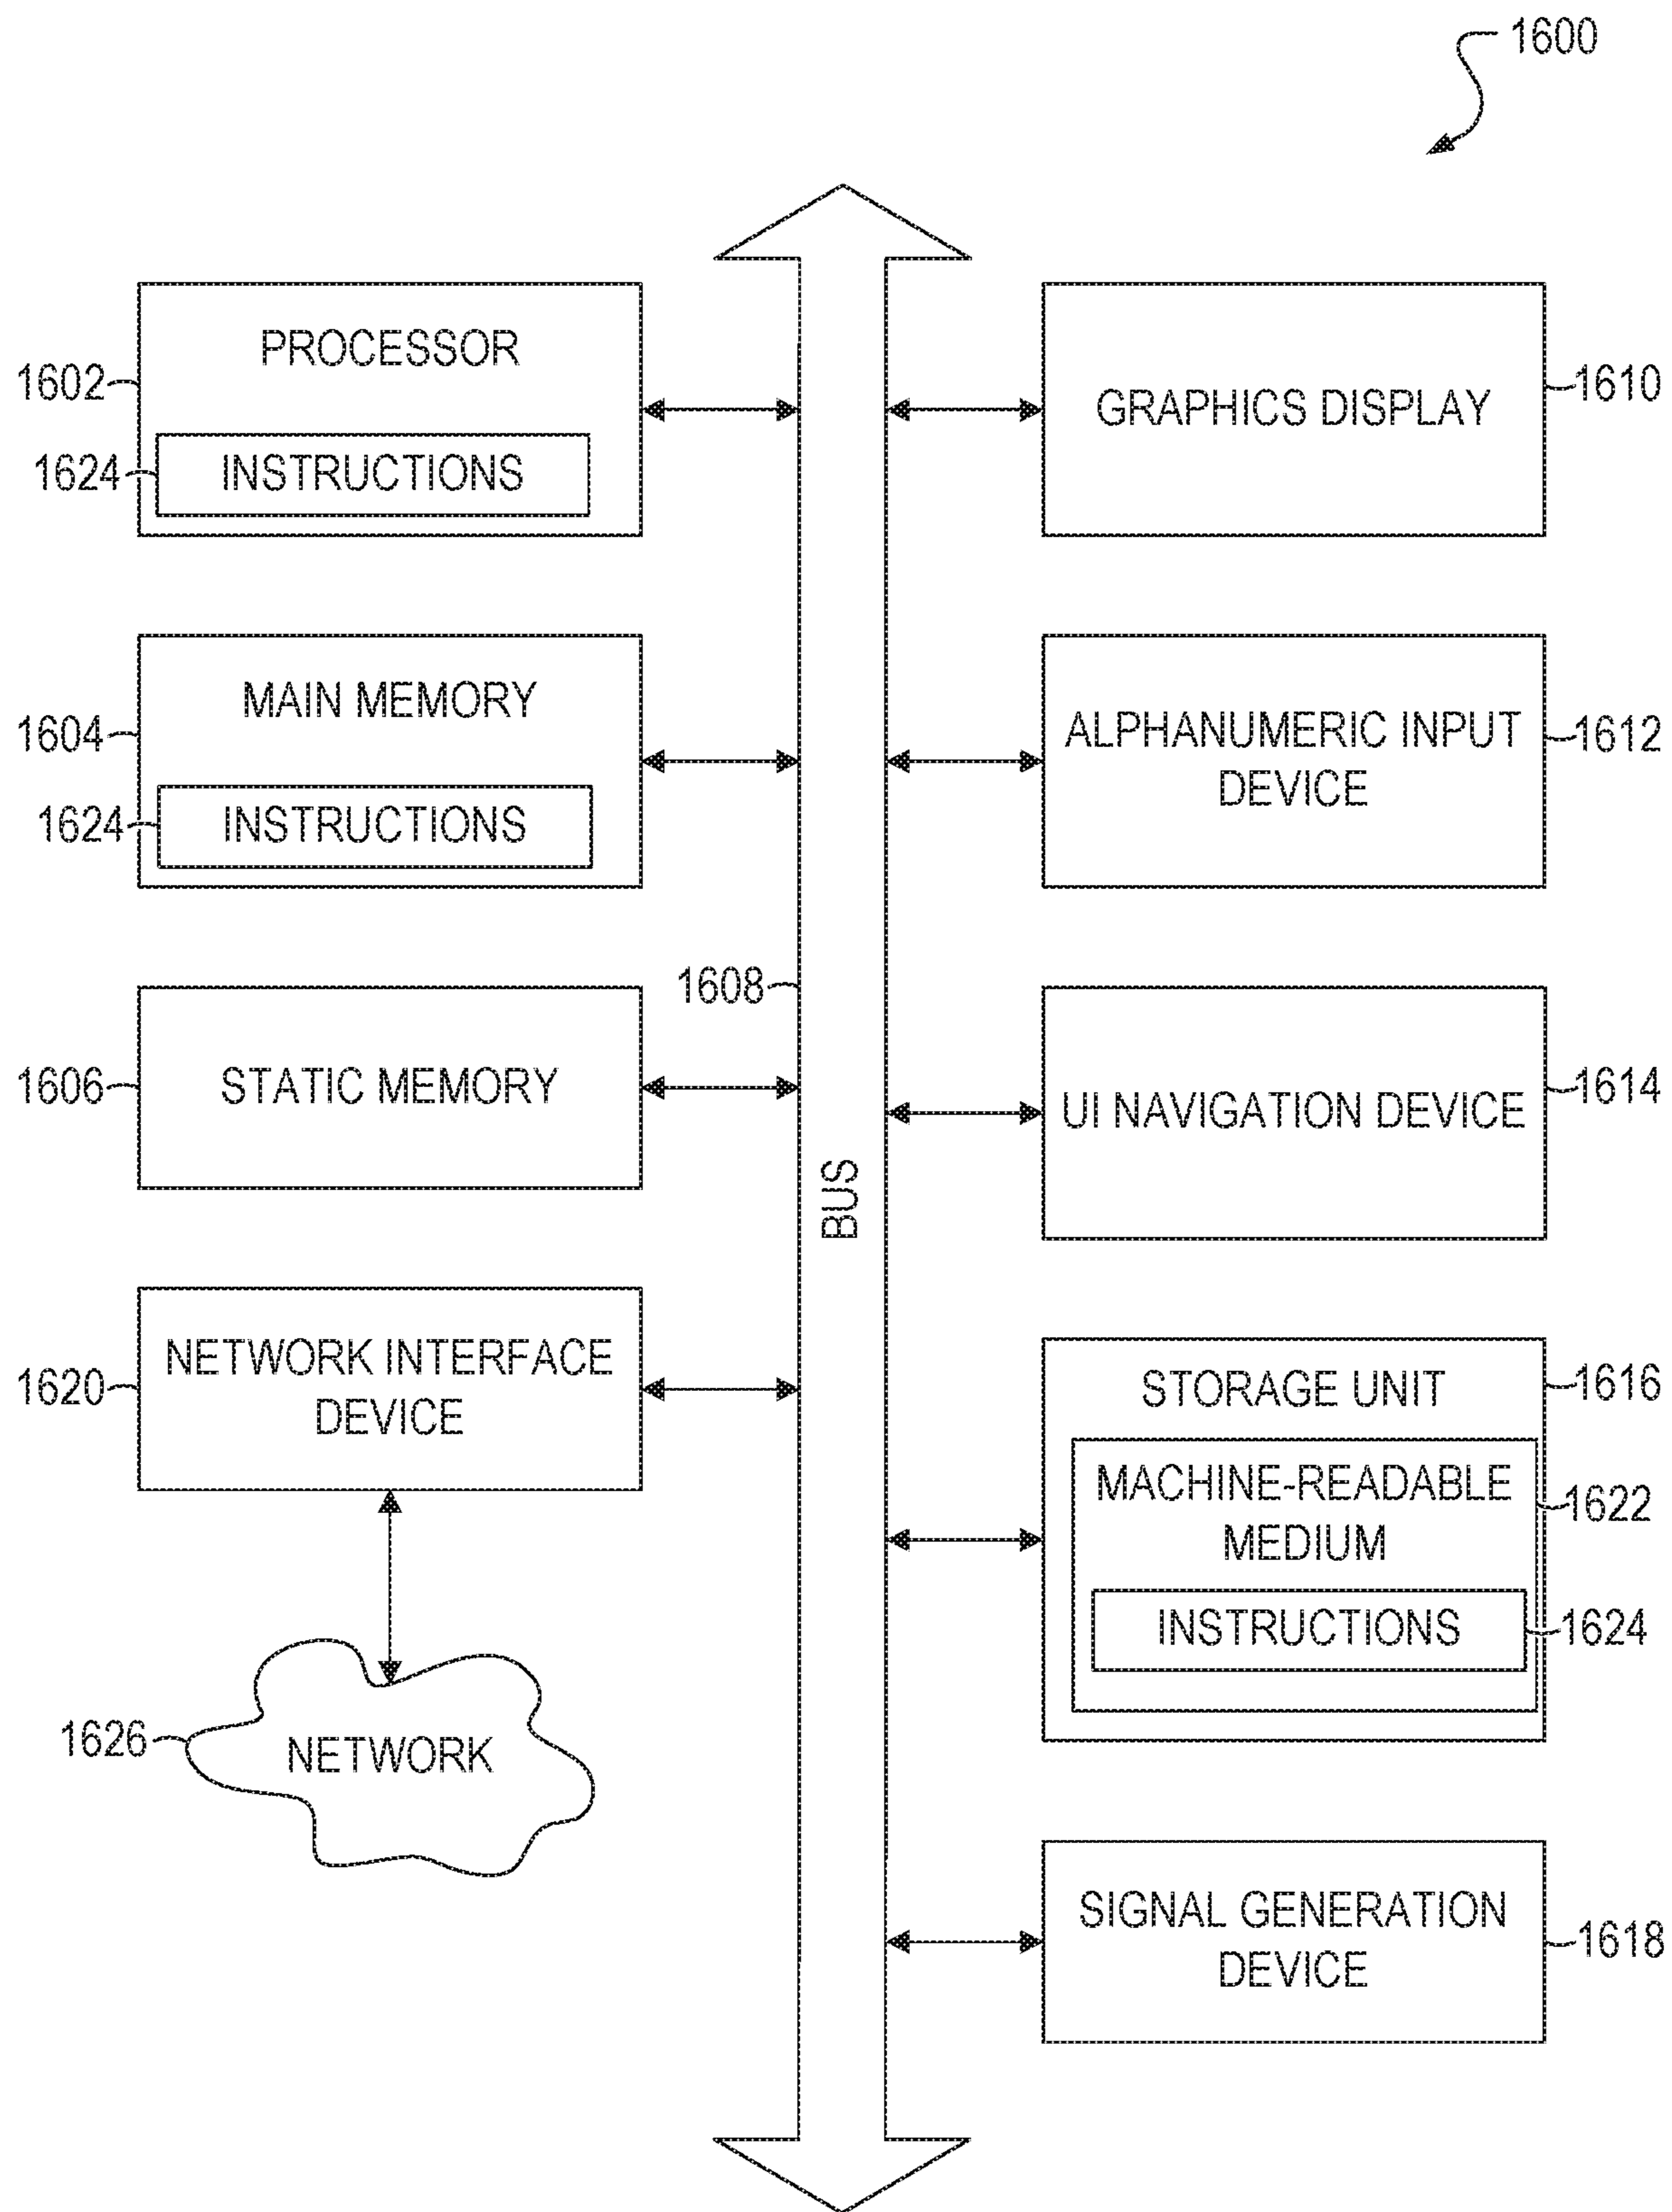 1600
PROCESSOR
1602
1624
INSTRUCTIONS
MAIN MEMORY
1604
1624
INSTRUCTIONS
1608
STATIC MEMORY
1606
BUS
NETWORK INTERFACE
DEVICE
1620
1626
NETWORK
GRAPHICS DISPLAY
1610
ALPHANUMERIC INPUT
DEVICE
1612
UI NAVIGATION DEVICE
1614
STORAGE UNIT
1616
MACHINE-READABLE
MEDIUM
1622
INSTRUCTIONS
1624
SIGNAL GENERATION
DEVICE
1618